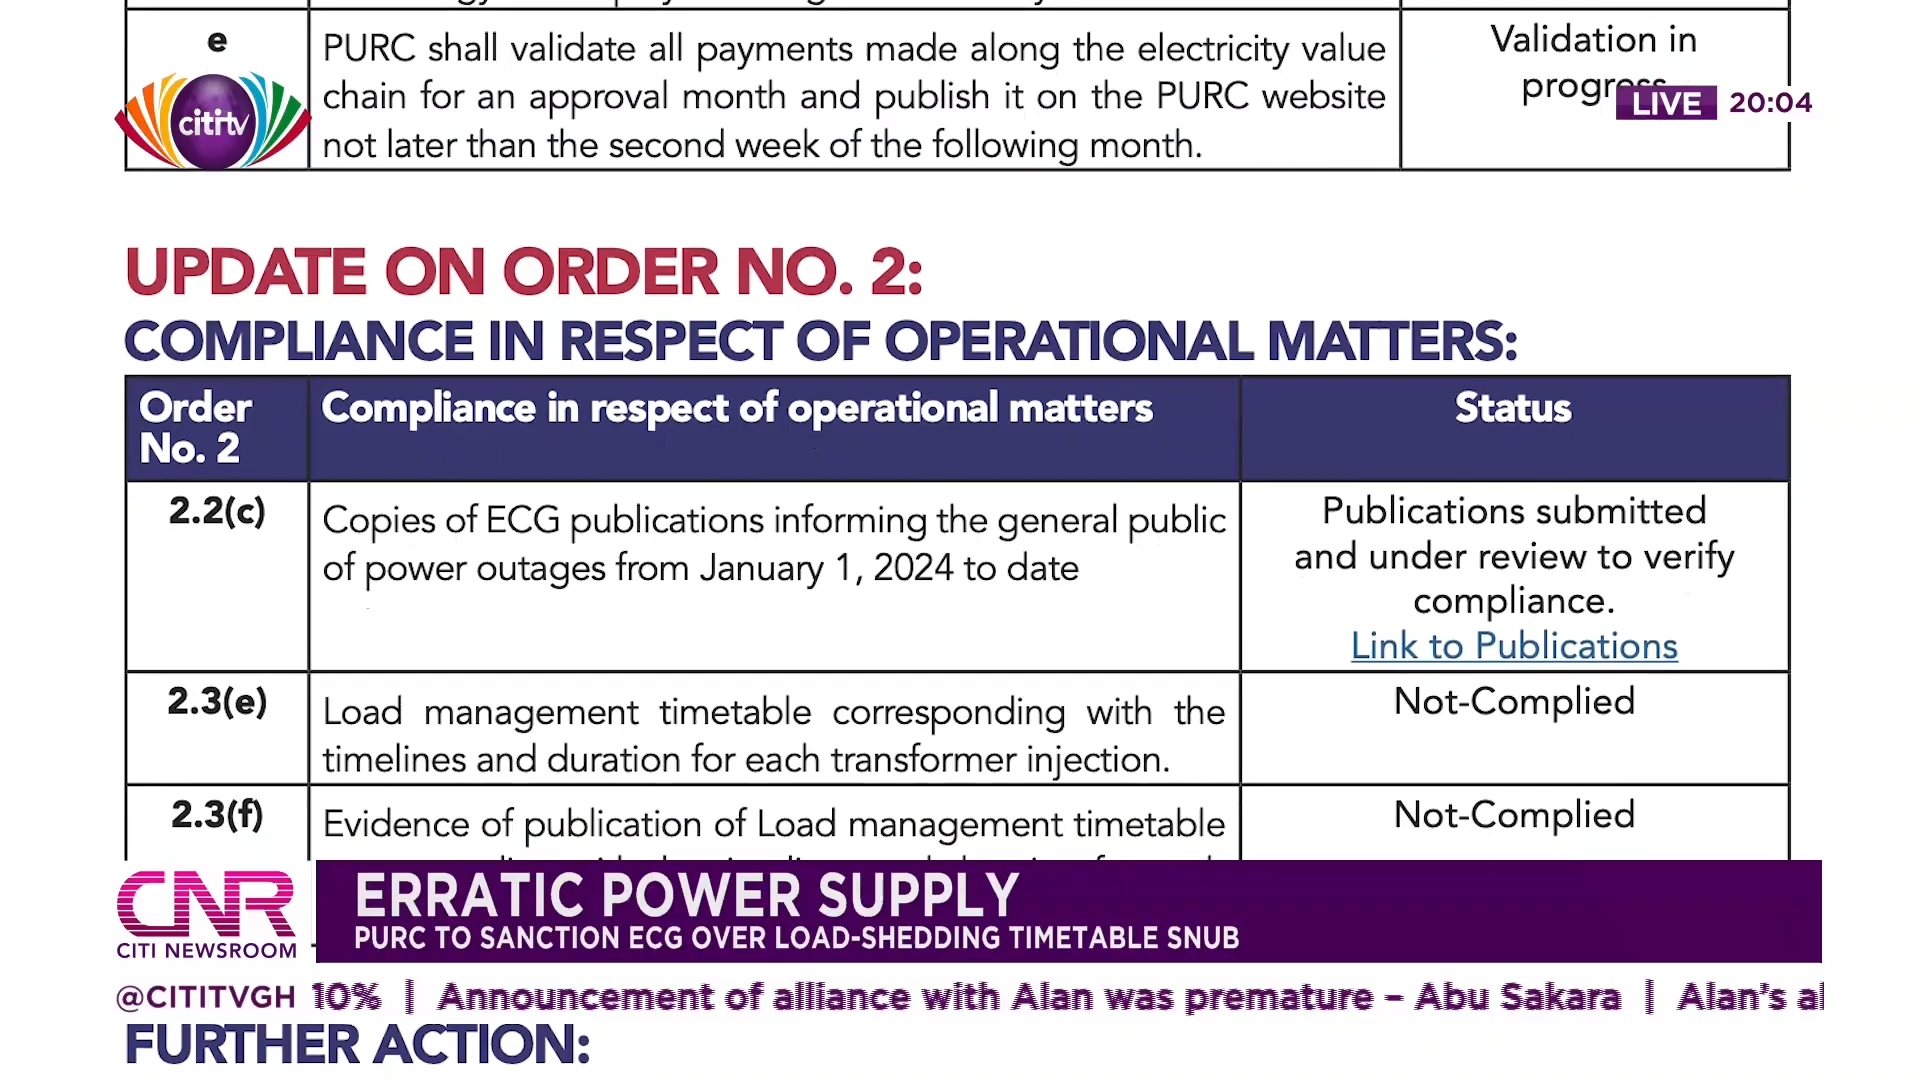 e
PURC shall validate all payments made along the electricity value
chain for an approval month and publish it on the PURC website
not later than the second week of the following month.
Validation in
progress
cititv
LIVE 20:04
UPDATE ON ORDER NO. 2:
COMPLIANCE IN RESPECT OF OPERATIONAL MATTERS:
Order
No. 2
Compliance in respect of operational matters
Status
2.2(c)
Copies of ECG publications informing the general public
of power outages from January 1, 2024 to date
Publications submitted
and under review to verify
compliance.
Link to Publications
2.3(e)
Load management timetable corresponding with the
timelines and duration for each transformer injection.
Not-Complied
2.3(f)
Evidence of publication of Load management timetable
Not-Complied
CNR
CITI NEWSROOM
ERRATIC POWER SUPPLY
PURC TO SANCTION ECG OVER LOAD-SHEDDING TIMETABLE SNUB
@CITITVGH 10% | Announcement of alliance with Alan was premature – Abu Sakara | Alan's
FURTHER ACTION: